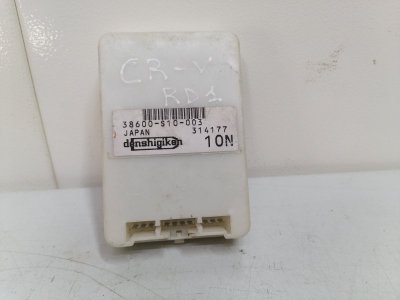 CR-V
RD1
38600-S10-003
JAPAN 314177
denshigiken 10N